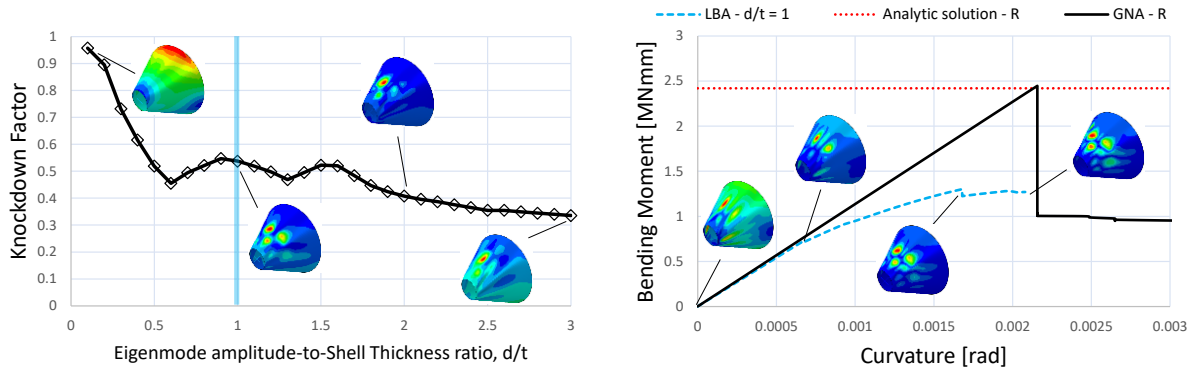 Knockdown Factor
1
0.9
0.8
0.7
0.6
0.5
0.4
0.3
0.2
0.1
0
0 0.5 1 1.5 2 2.5 3
Eigenmode amplitude-to-Shell Thickness ratio, d/t
LBA - d/t = 1 Analytic solution - R GNA - R
Bending Moment [MNmm]
3
2.5
2
1.5
1
0.5
0
0 0.0005 0.001 0.0015 0.002 0.0025 0.003
Curvature [rad]